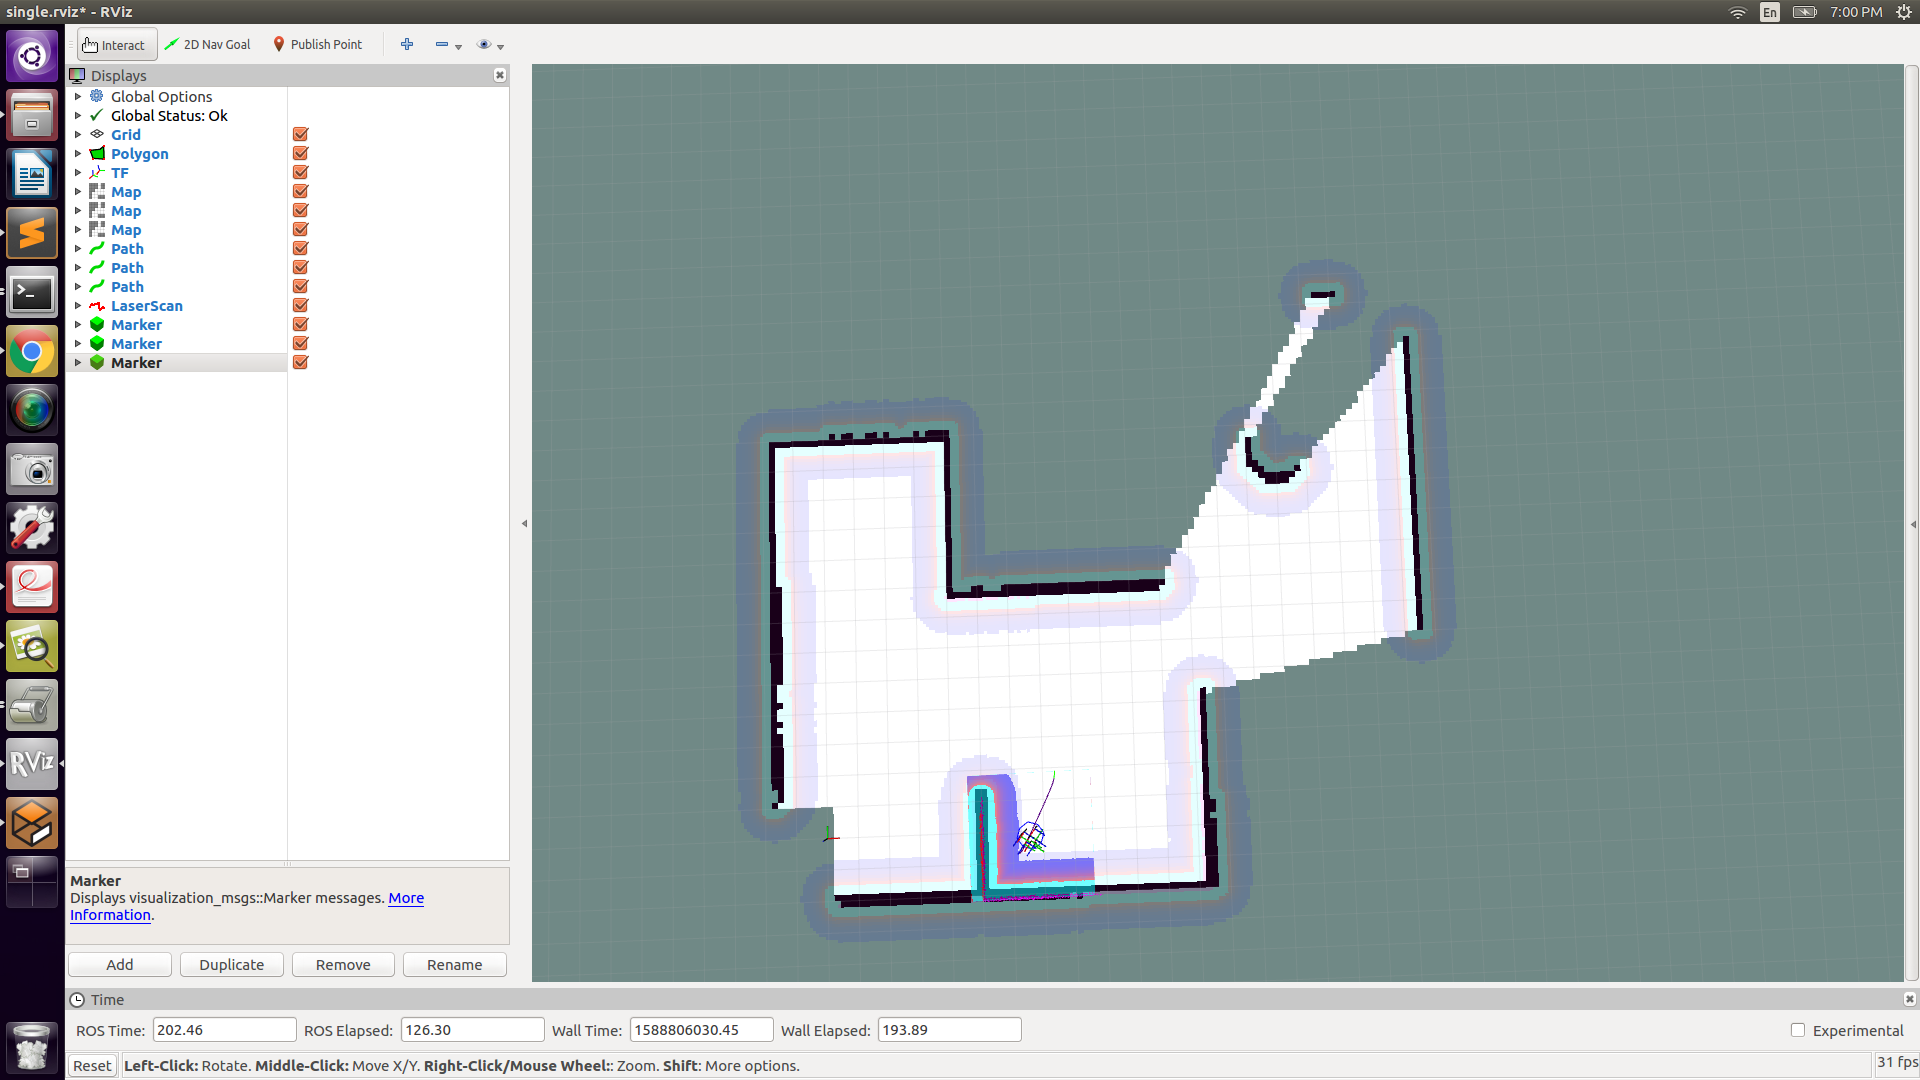 single.rviz* - RViz
En
7:00 PM
Interact
2D Nav Goal
Publish Point
Displays
Global Options
Global Status: Ok
Grid
Polygon
TF
Map
Map
Map
Path
Path
Path
LaserScan
Marker
Marker
Marker
RViz
Marker
Displays visualization_msgs::Marker messages. More
Information.
Add
Duplicate
Remove
Rename
Time
ROS Time: 202.46
ROS Elapsed: 126.30
Wall Time: 1588806030.45
Wall Elapsed: 193.89
Experimental
Reset
Left-Click: Rotate. Middle-Click: Move X/Y. Right-Click/Mouse Wheel:: Zoom. Shift: More options.
31 fps